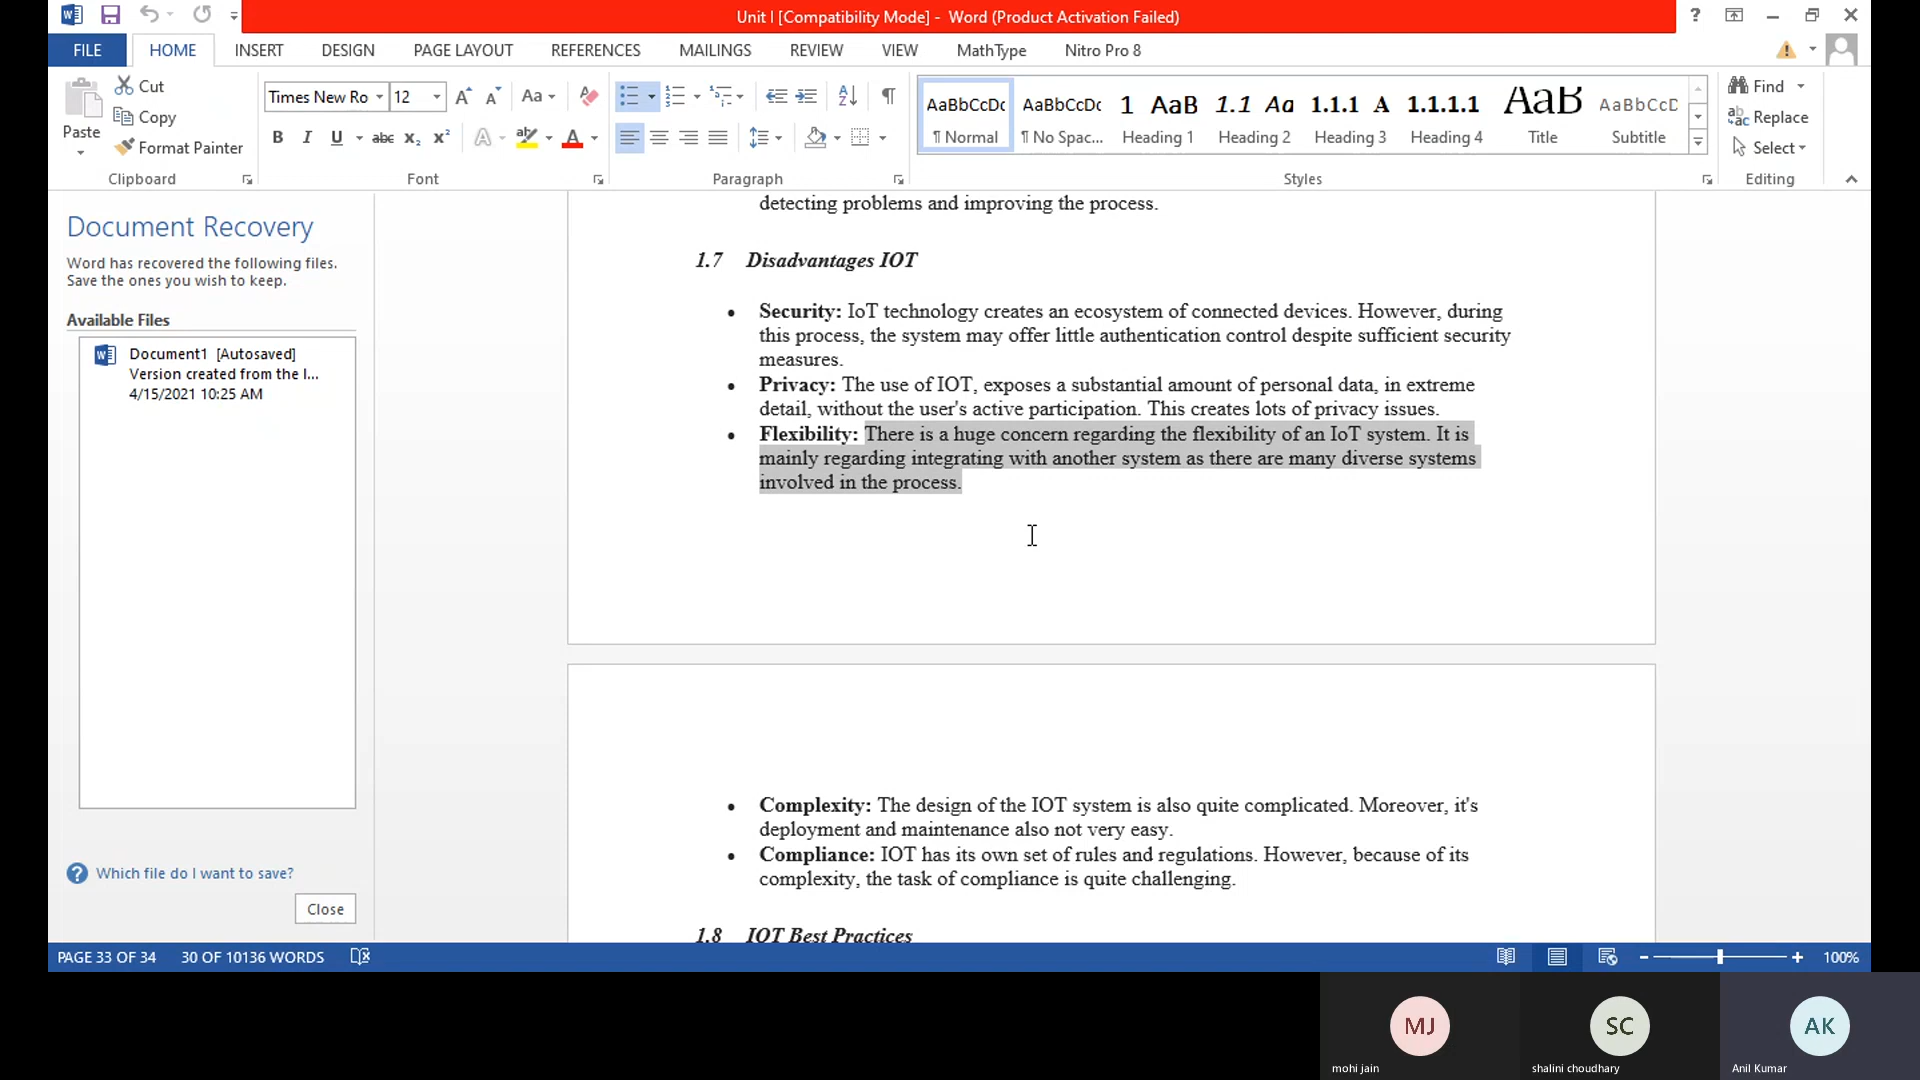 Unit I [Compatibility Mode] - Word (Product Activation Failed)
?
FILE HOME INSERT DESIGN PAGE LAYOUT REFERENCES MAILINGS REVIEW VIEW MathType Nitro Pro 8
Paste
Cut
Copy
Format Painter
Clipboard
Times New Ro 12
Aa
B I U abc x₂ x²
A
Font
Paragraph
AaBbCcDc AaBbCcDc 1 AaB 1.1 Aa 1.1.1 A 1.1.1.1 AaB AaBbCcD
¶ Normal ¶ No Spac... Heading 1 Heading 2 Heading 3 Heading 4 Title Subtitle
Styles
Find
Replace
Select
Editing
Document Recovery
Word has recovered the following files.
Save the ones you wish to keep.
Available Files
Document1 [Autosaved]
Version created from the l...
4/15/2021 10:25 AM
Which file do I want to save?
Close
detecting problems and improving the process.
1.7 Disadvantages IOT
• Security: IoT technology creates an ecosystem of connected devices. However, during
this process, the system may offer little authentication control despite sufficient security
measures.
• Privacy: The use of IOT, exposes a substantial amount of personal data, in extreme
detail, without the user's active participation. This creates lots of privacy issues.
• Flexibility: There is a huge concern regarding the flexibility of an IoT system. It is
mainly regarding integrating with another system as there are many diverse systems
involved in the process.
• Complexity: The design of the IOT system is also quite complicated. Moreover, it's
deployment and maintenance also not very easy.
• Compliance: IOT has its own set of rules and regulations. However, because of its
complexity, the task of compliance is quite challenging.
1.8 IOT Best Practices
PAGE 33 OF 34 30 OF 10136 WORDS
100%
MJ
mohi jain
SC
shalini choudhary
AK
Anil Kumar